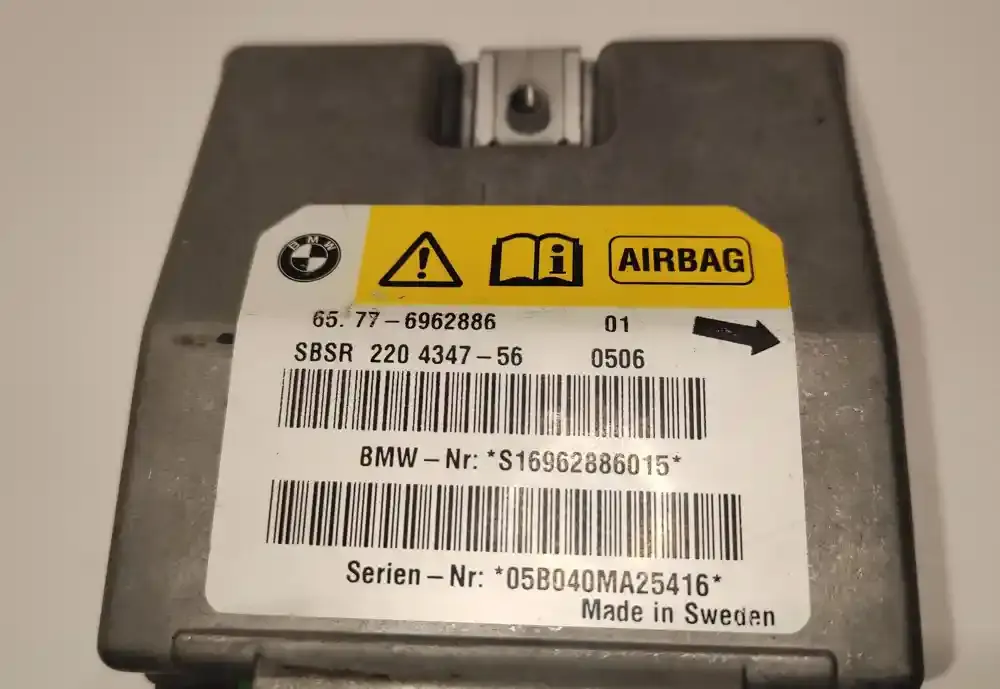 BMW
AIRBAG
65. 77-6962886 01
SBSR 220 4347-56 0506
BMW-Nr: *S16962886015*
Serien-Nr: *05B040MA25416*
Made in Sweden